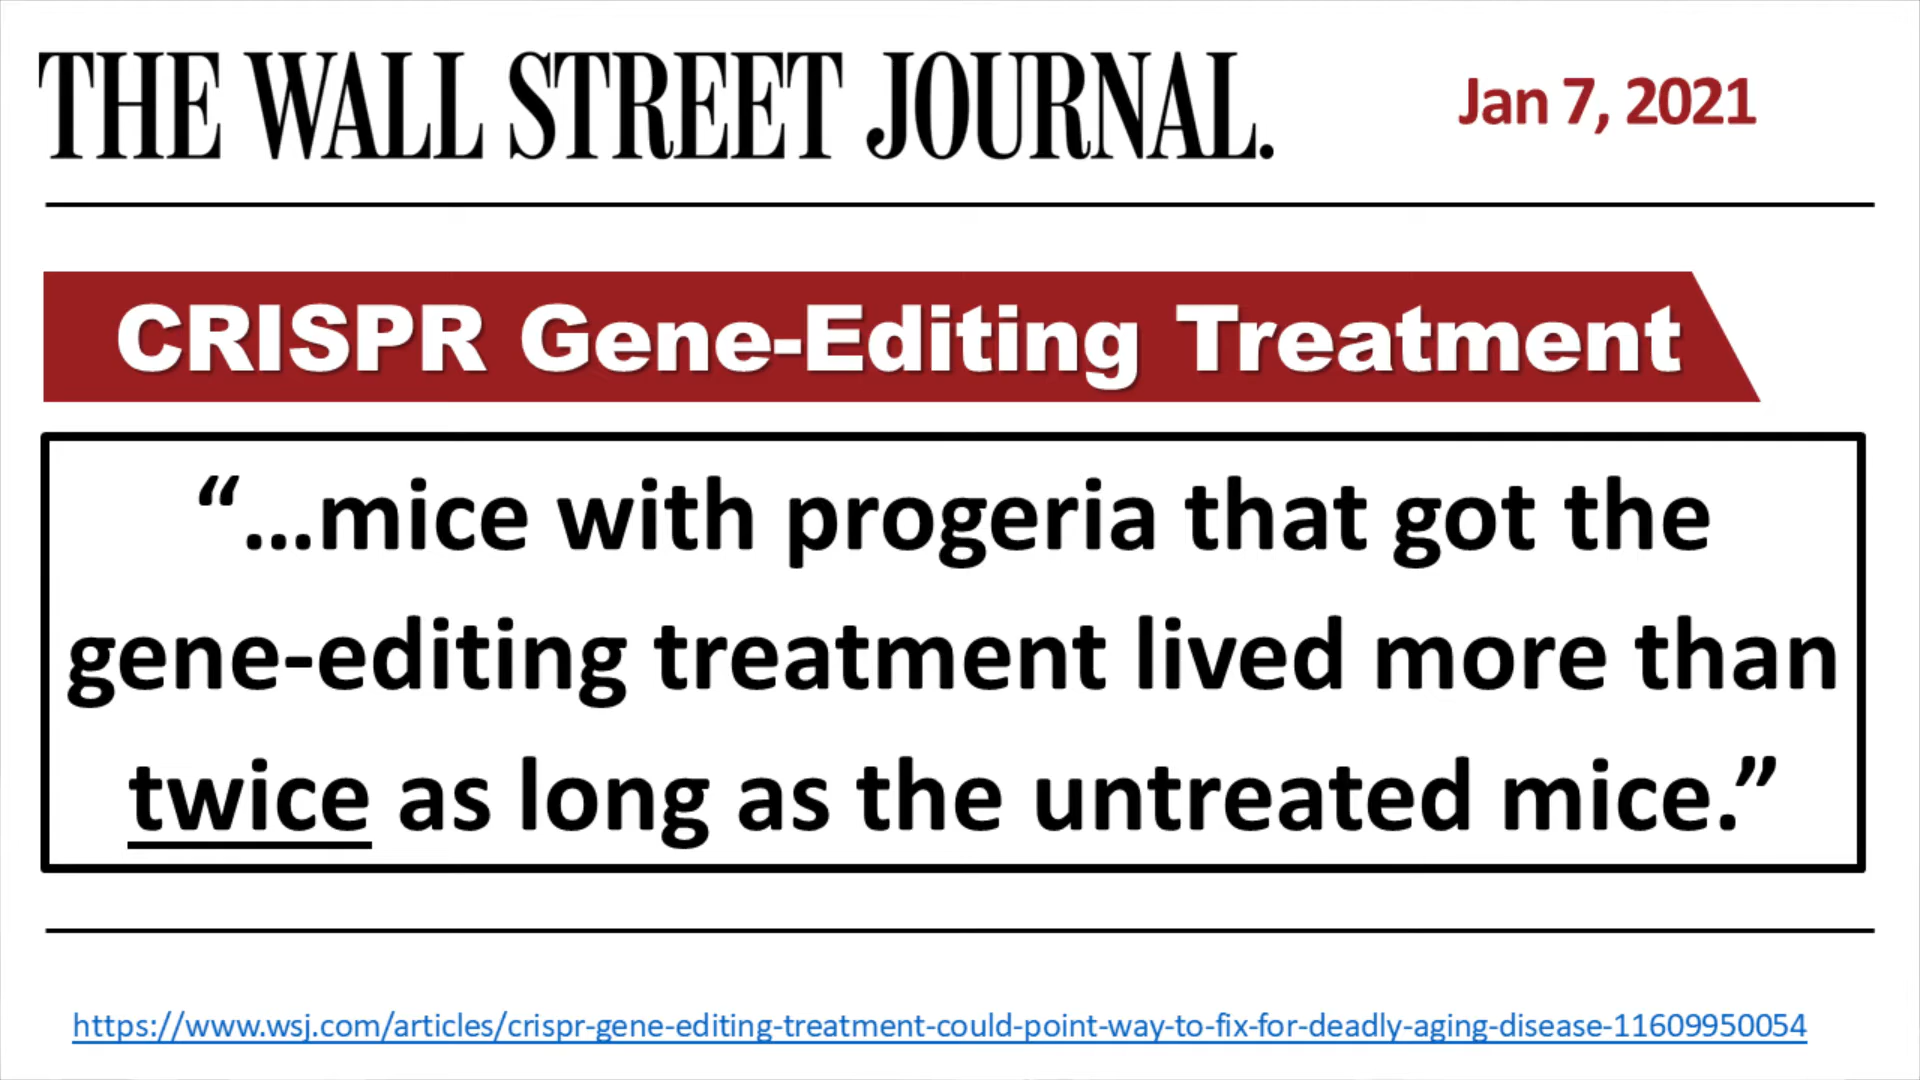 THE WALL STREET JOURNAL.
Jan 7, 2021
CRISPR Gene-Editing Treatment
“...mice with progeria that got the
gene-editing treatment lived more than
twice as long as the untreated mice.”
https://www.wsj.com/articles/crispr-gene-editing-treatment-could-point-way-to-fix-for-deadly-aging-disease-11609950054